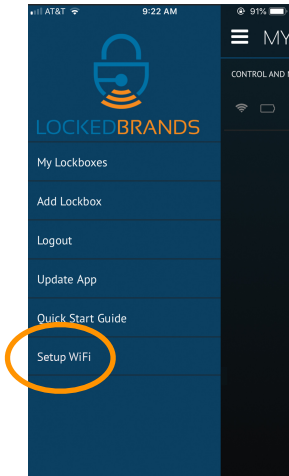 AT&T 9:22 AM 91%
MY
CONTROL AND
LOCKEDBRANDS
My Lockboxes
Add Lockbox
Logout
Update App
Quick Start Guide
Setup WiFi